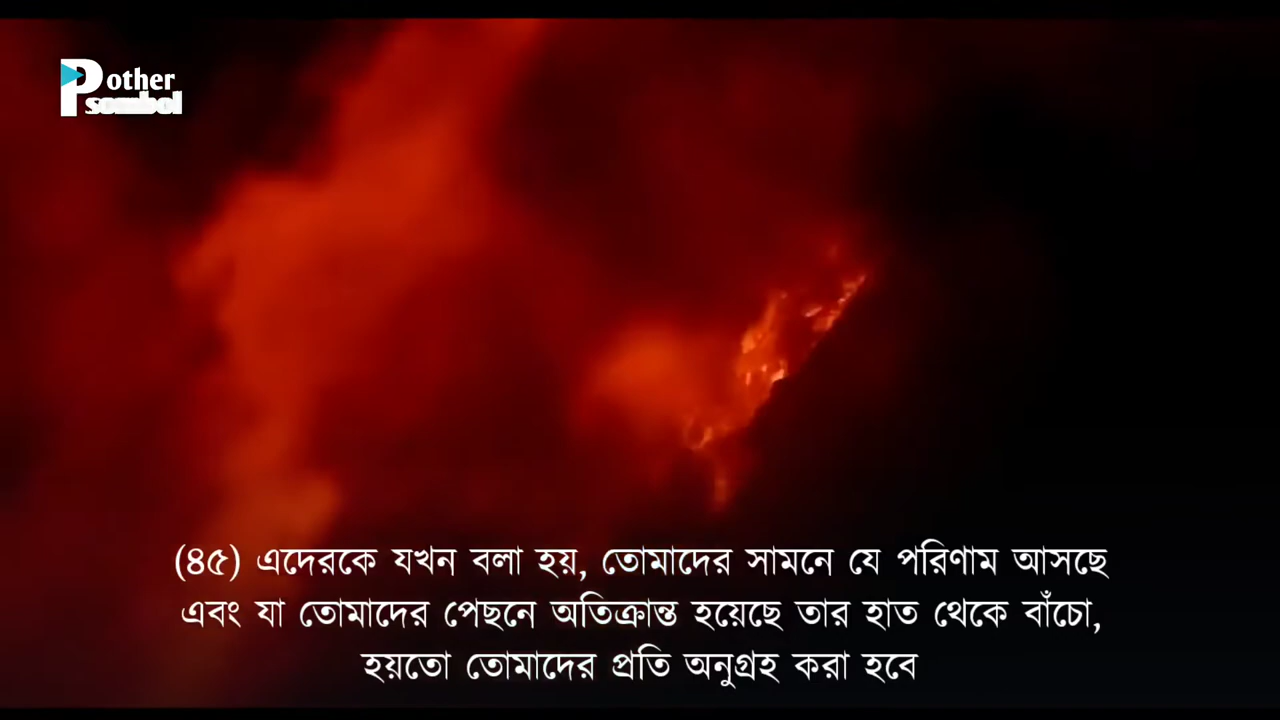 Pother
sombol
(৪৫) এদেরকে যখন বলা হয়, তোমাদের সামনে যে পরিণাম আসছে
এবং যা তোমাদের পেছনে অতিক্রান্ত হয়েছে তার হাত থেকে বাঁচো,
হয়তো তোমাদের প্রতি অনুগ্রহ করা হবে